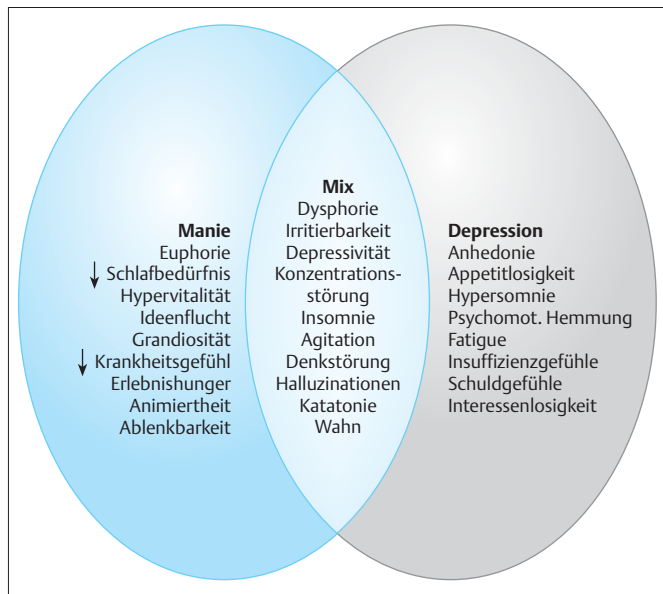 Manie
Euphorie
↓ Schlafbedürfnis
Hypervitalität
Ideenflucht
Grandiosität
↓ Krankheitsgefühl
Erlebnishunger
Animiertheit
Ablenkbarkeit
Mix
Dysphorie
Irritierbarkeit
Depressivität
Konzentrations-
störung
Insomnie
Agitation
Denkstörung
Halluzinationen
Katatonie
Wahn
Depression
Anhedonie
Appetitlosigkeit
Hypersomnie
Psychomot. Hemmung
Fatigue
Insuffizienzgefühle
Schuldgefühle
Interessenlosigkeit